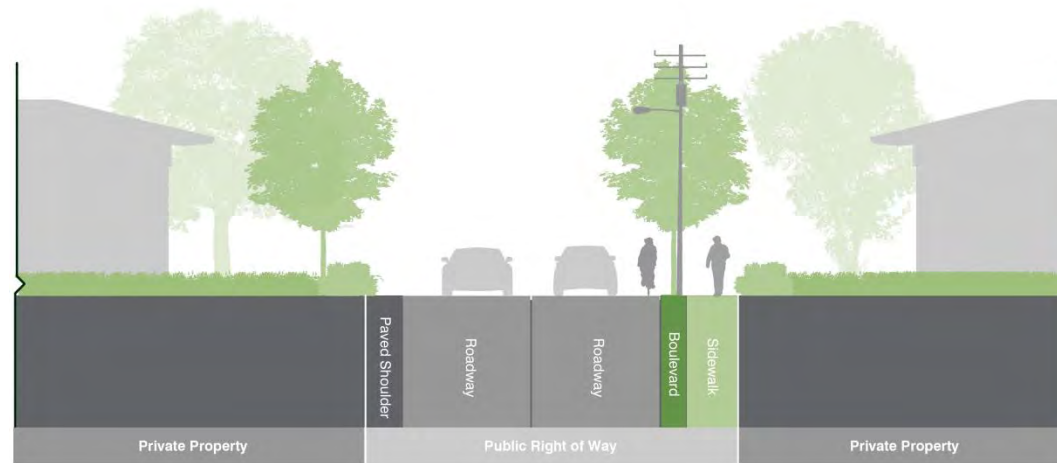 Paved Shoulder
Roadway
Roadway
Boulevard
Sidewalk
Private Property
Public Right of Way
Private Property